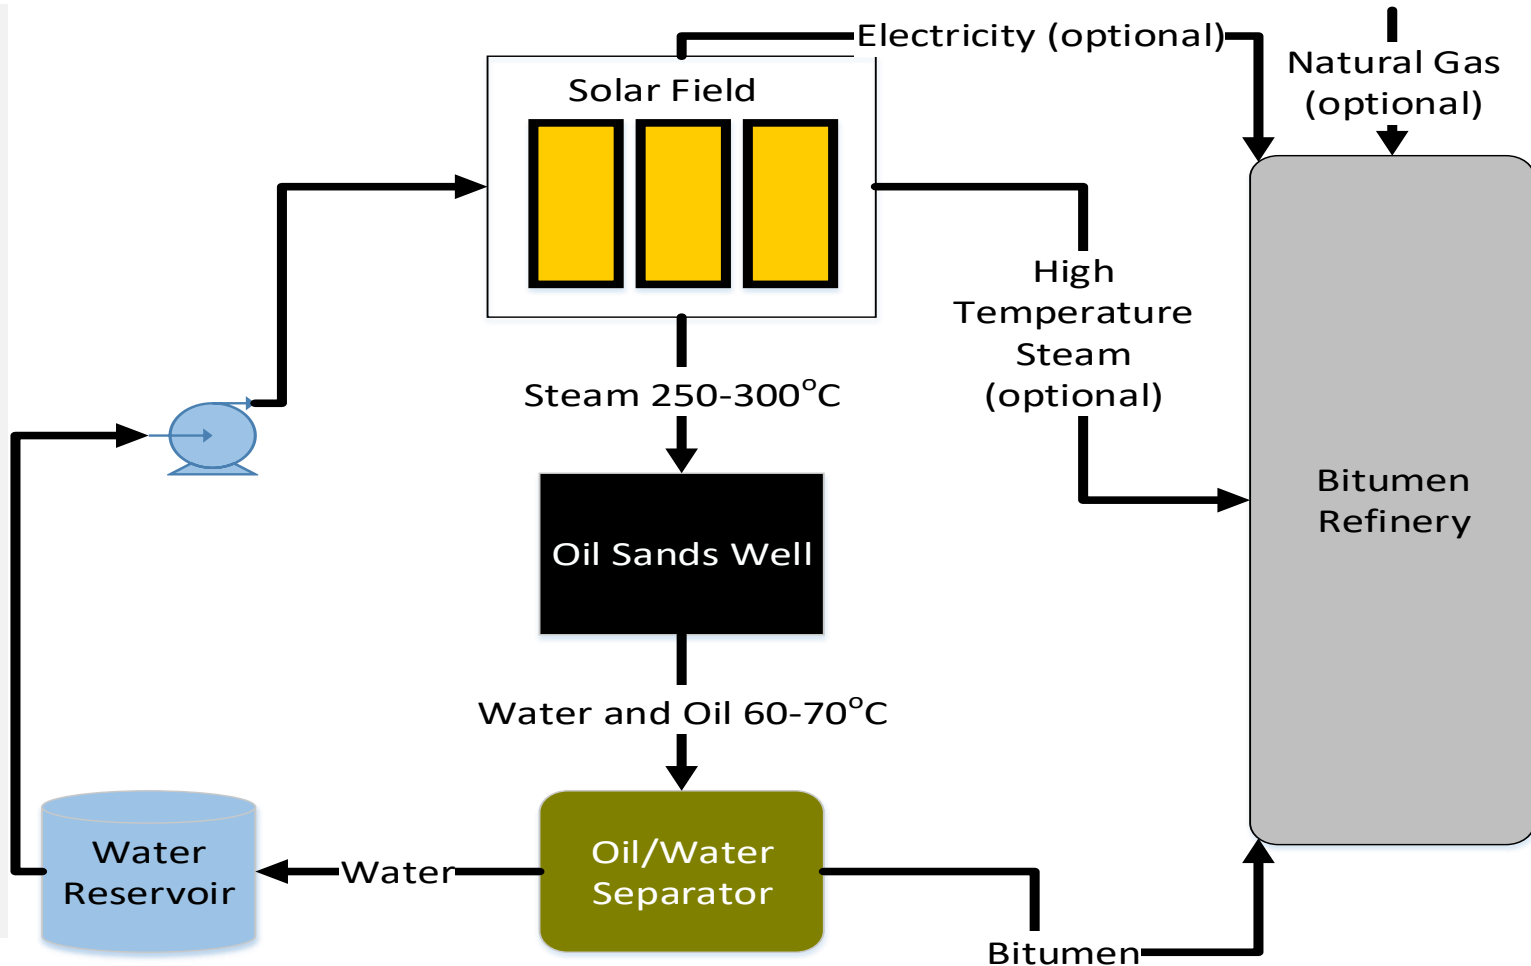 Electricity (optional)
Natural Gas
(optional)
Solar Field
High
Temperature
Steam
(optional)
Steam 250-300°C
Bitumen
Refinery
Oil Sands Well
Water and Oil 60-70°C
Water
Reservoir
Water
Oil/Water
Separator
Bitumen